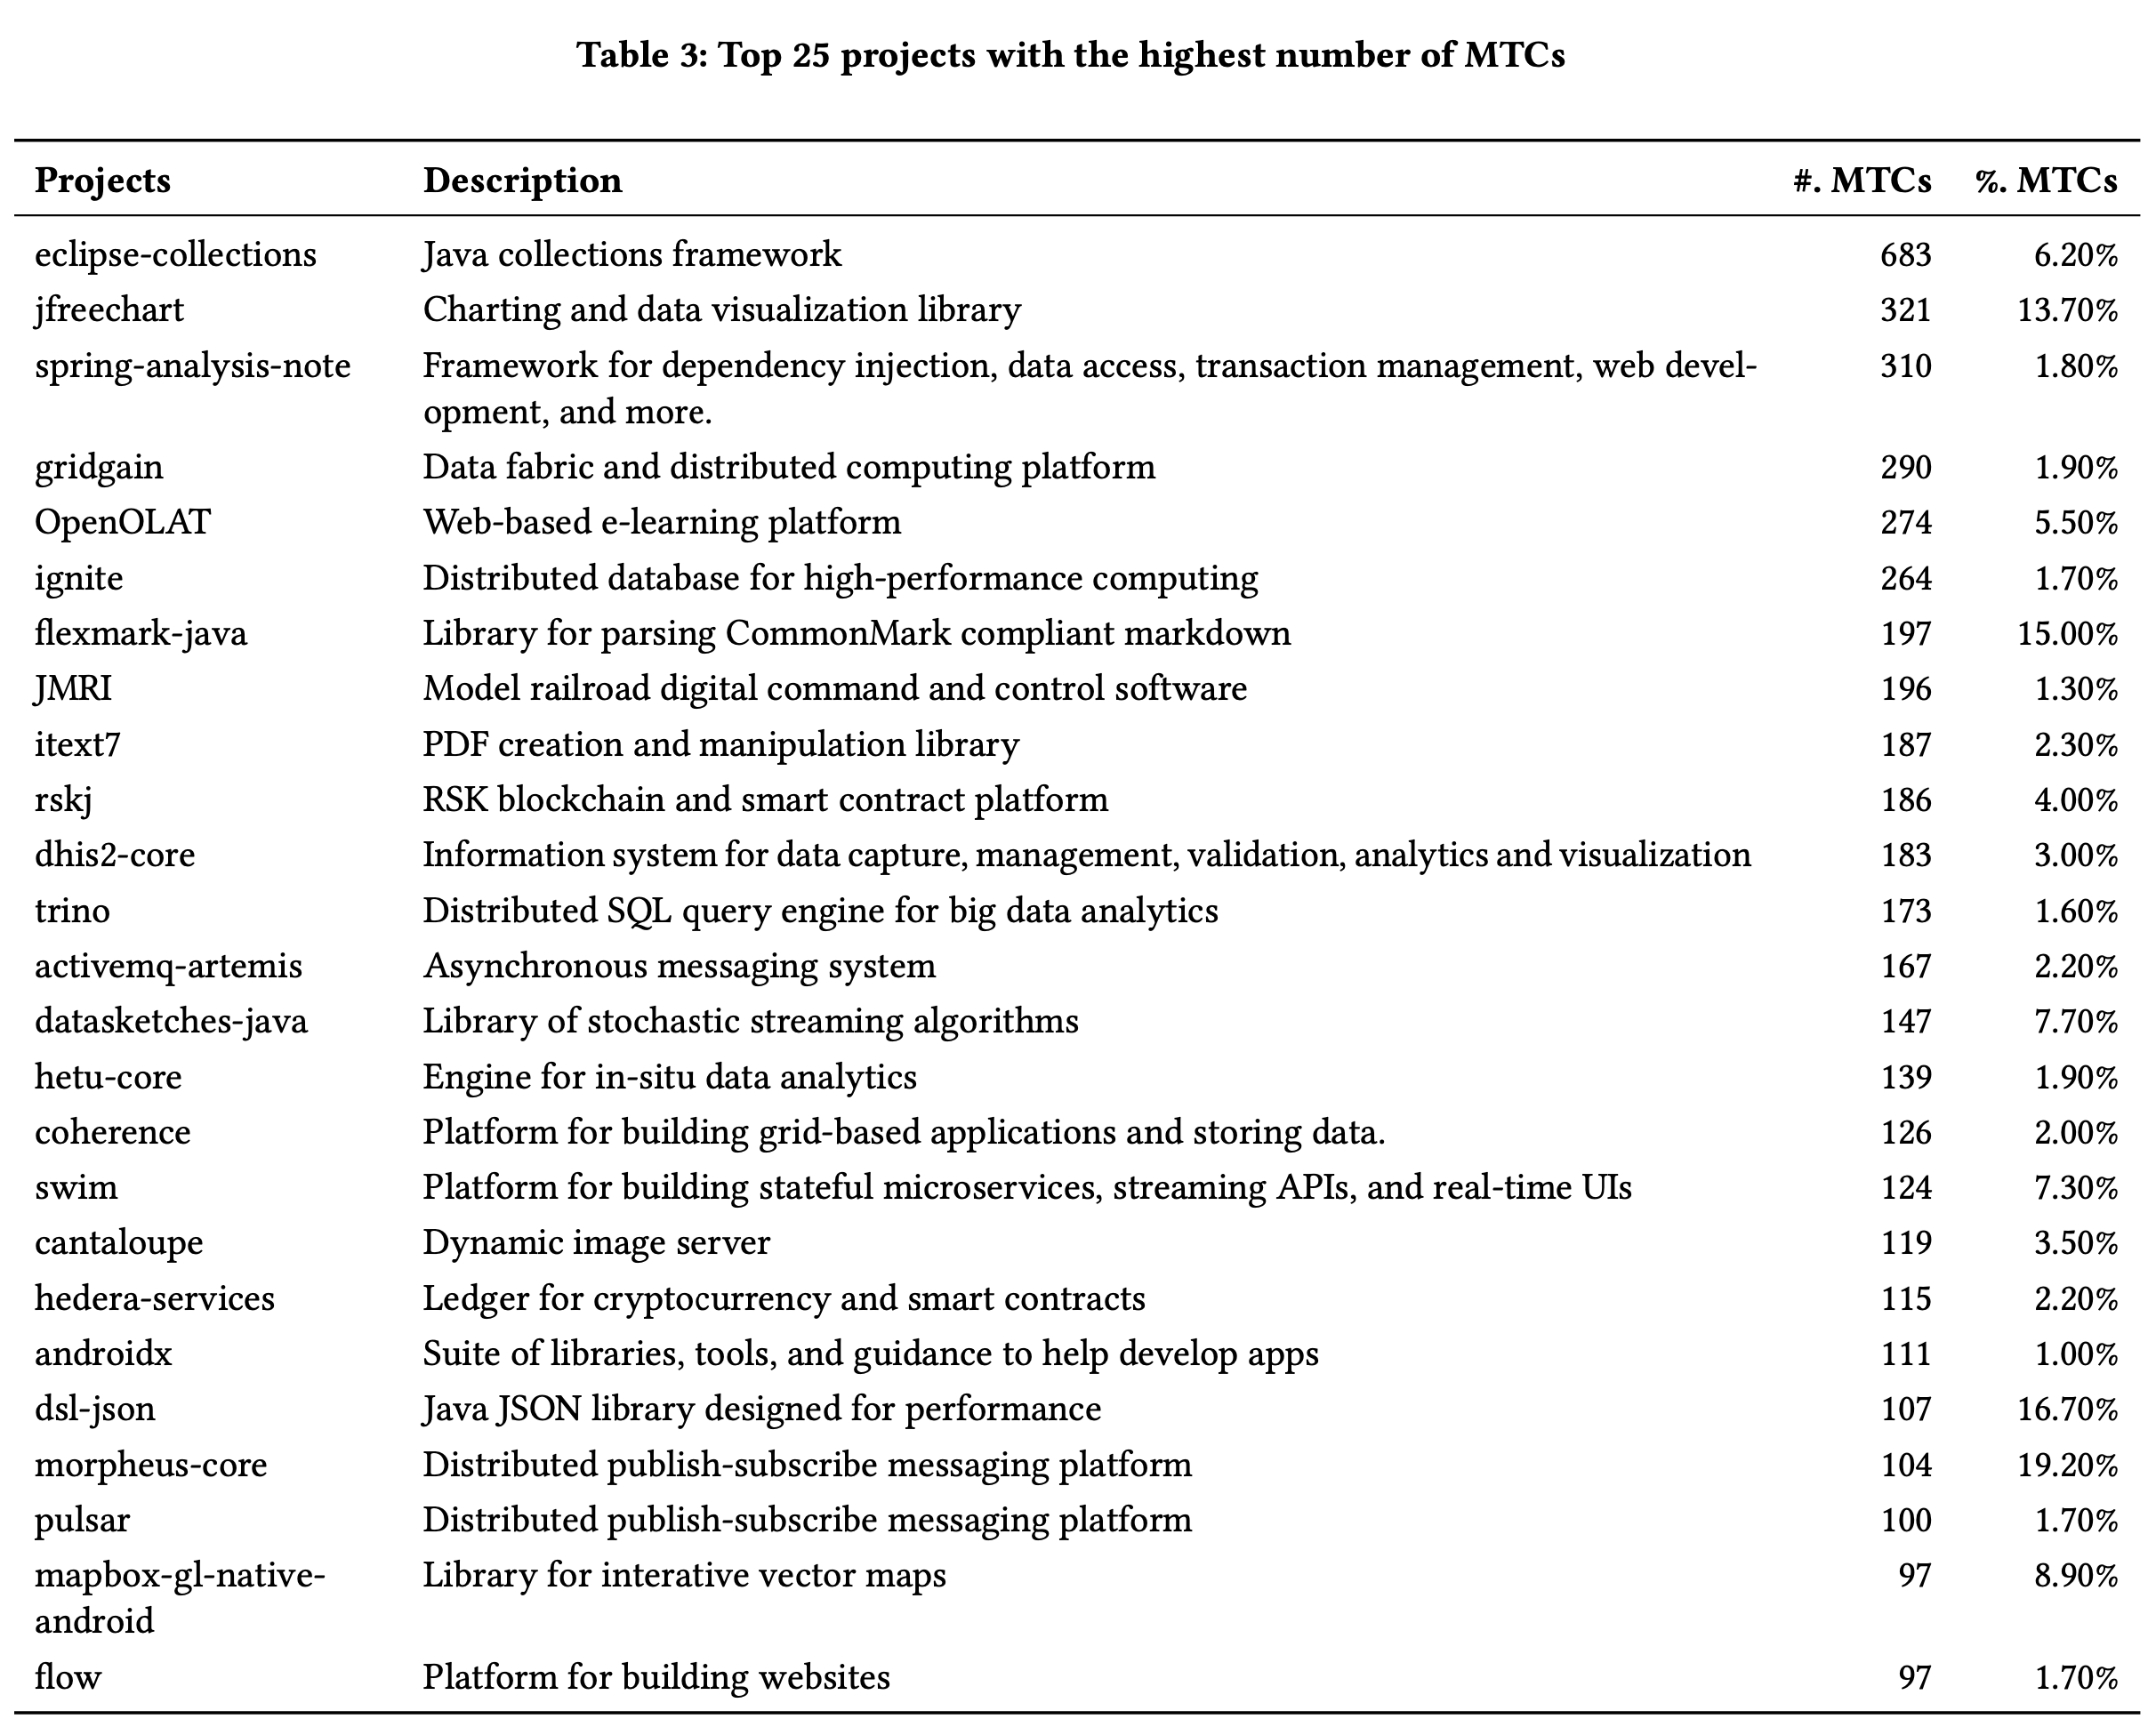 Table 3: Top 25 projects with the highest number of MTCs
Projects Description #. MTCs %. MTCs
eclipse-collections Java collections framework 683 6.20%
jfreechart Charting and data visualization library 321 13.70%
spring-analysis-note Framework for dependency injection, data access, transaction management, web devel- 310 1.80%
opment, and more.
gridgain Data fabric and distributed computing platform 290 1.90%
OpenOLAT Web-based e-learning platform 274 5.50%
ignite Distributed database for high-performance computing 264 1.70%
flexmark-java Library for parsing CommonMark compliant markdown 197 15.00%
JMRI Model railroad digital command and control software 196 1.30%
itext7 PDF creation and manipulation library 187 2.30%
rskj RSK blockchain and smart contract platform 186 4.00%
dhis2-core Information system for data capture, management, validation, analytics and visualization 183 3.00%
trino Distributed SQL query engine for big data analytics 173 1.60%
activemq-artemis Asynchronous messaging system 167 2.20%
datasketches-java Library of stochastic streaming algorithms 147 7.70%
hetu-core Engine for in-situ data analytics 139 1.90%
coherence Platform for building grid-based applications and storing data. 126 2.00%
swim Platform for building stateful microservices, streaming APIs, and real-time UIs 124 7.30%
cantaloupe Dynamic image server 119 3.50%
hedera-services Ledger for cryptocurrency and smart contracts 115 2.20%
androidx Suite of libraries, tools, and guidance to help develop apps 111 1.00%
dsl-json Java JSON library designed for performance 107 16.70%
morpheus-core Distributed publish-subscribe messaging platform 104 19.20%
pulsar Distributed publish-subscribe messaging platform 100 1.70%
mapbox-gl-native- Library for interative vector maps 97 8.90%
android
flow Platform for building websites 97 1.70%